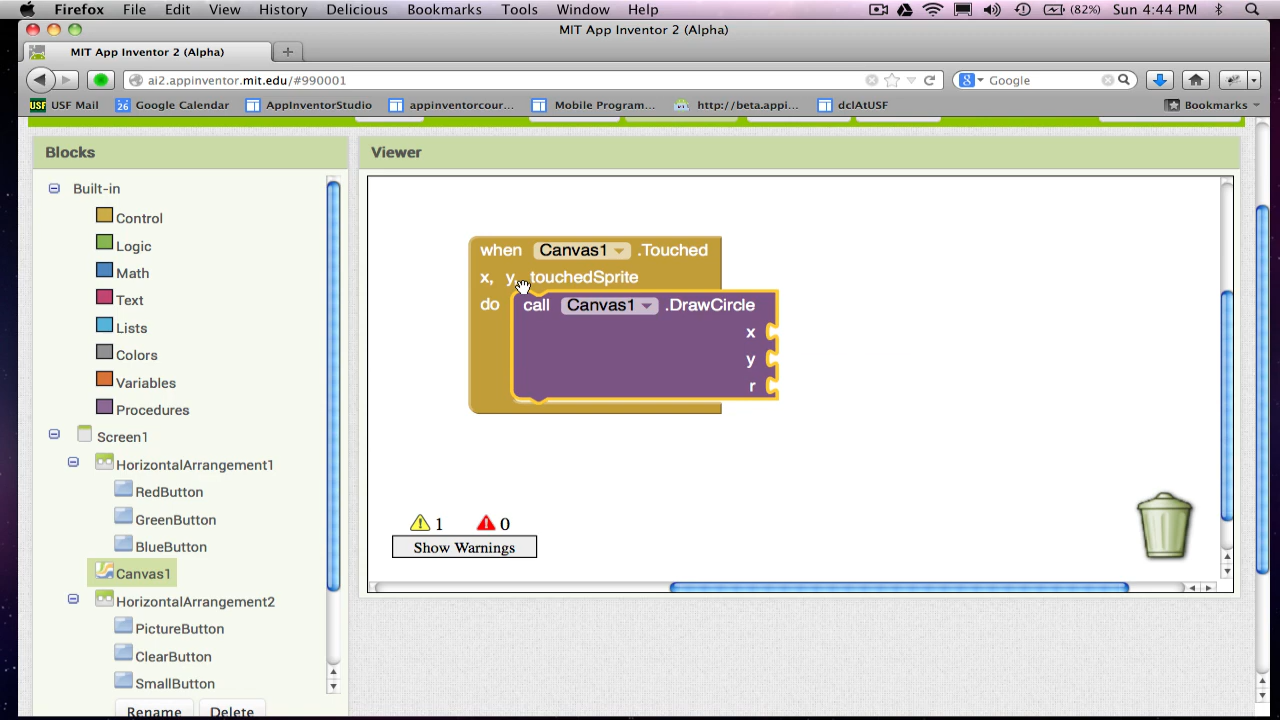 Firefox File Edit View History Delicious Bookmarks Tools Window Help (82%) Sun 4:44 PM
MIT App Inventor 2 (Alpha)
MIT App Inventor 2 (Alpha)
ai2.appinventor.mit.edu/#990001
Google
USF USF Mail 26 Google Calendar AppInventorStudio appinventorcour... Mobile Program... http://beta.appi... dclAtUSF Bookmarks
Blocks
Viewer
Built-in
Control
Logic
Math
Text
Lists
Colors
Variables
Procedures
Screen1
HorizontalArrangement1
RedButton
GreenButton
BlueButton
Canvas1
HorizontalArrangement2
PictureButton
ClearButton
SmallButton
Rename Delete
when Canvas1 .Touched
x, y, touchedSprite
do call Canvas1 .DrawCircle
x
y
r
1 0
Show Warnings